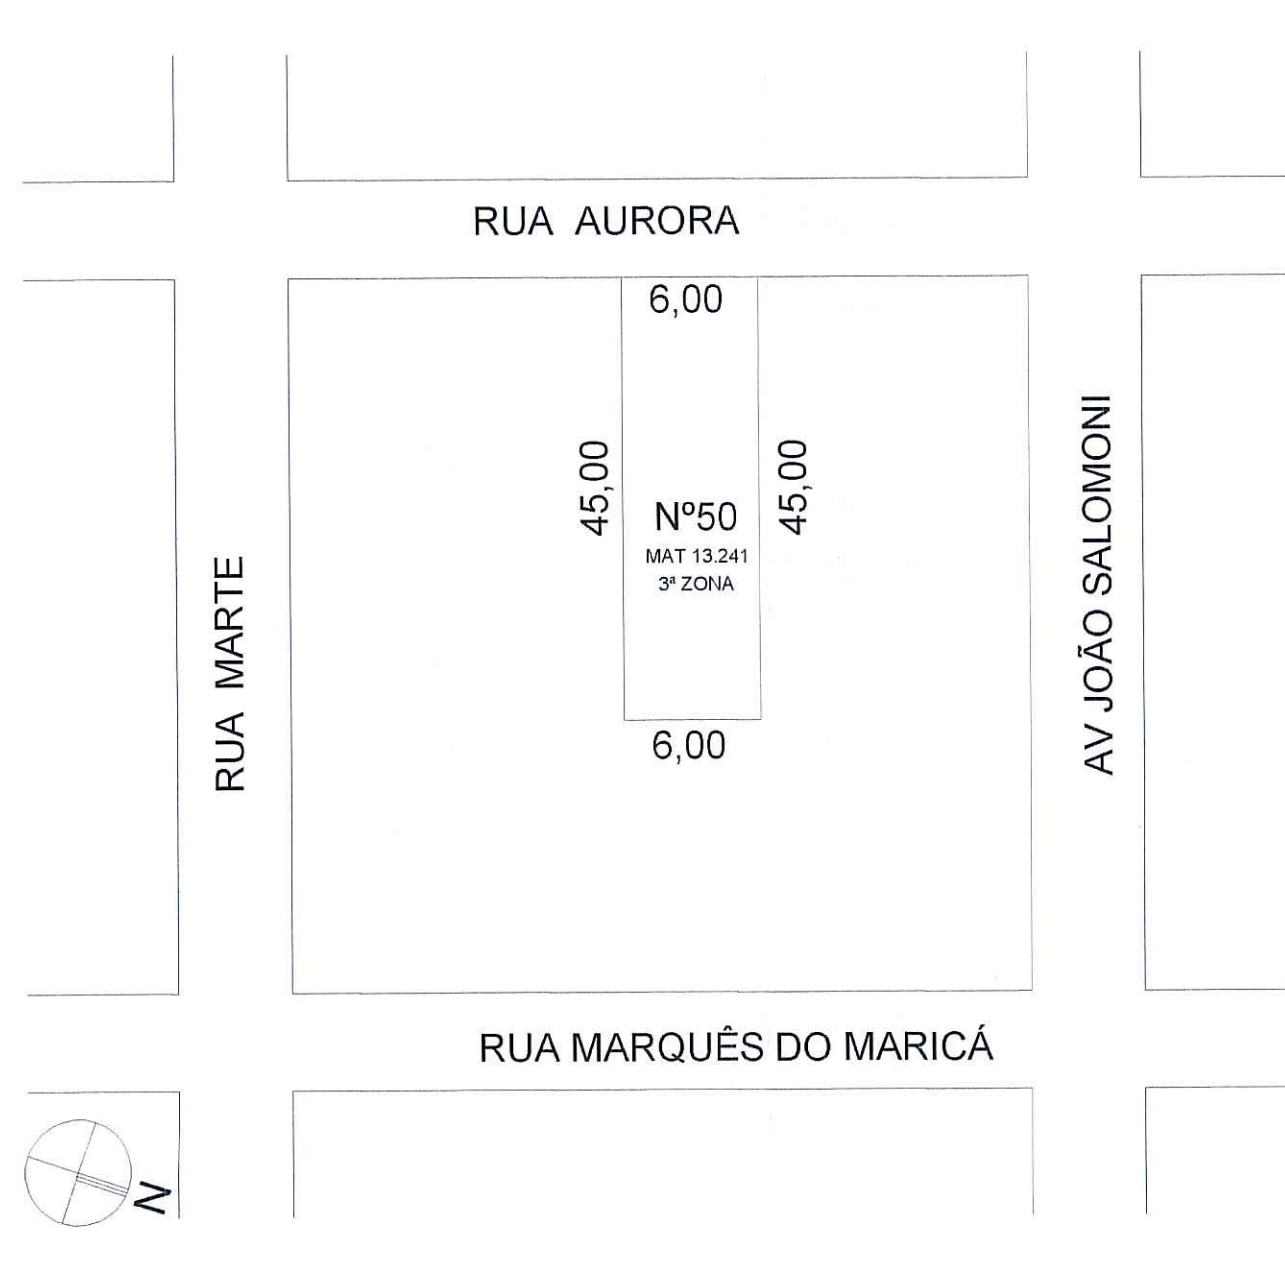 RUA AURORA
6,00
45,00
45,00
Nº50
MAT 13.241
3ª ZONA
6,00
RUA MARTE
AV JOÃO SALOMONI
RUA MARQUÊS DO MARICÁ
N